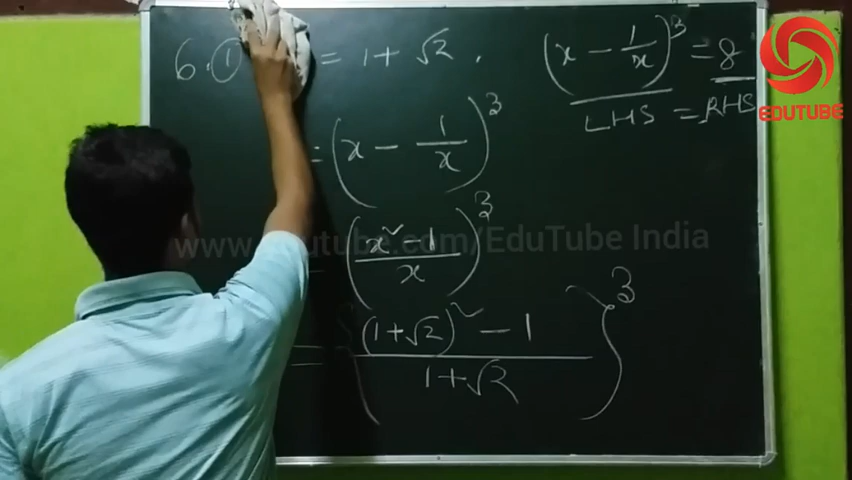 6. ① = 1 + √2 .
(x - 1/x)³ = 8
LHS = RHS
EDUTUBE
= (x - 1/x)³
www. utube.com/EduTube India
= (x² - 1 / x)³
= {(1+√2)² - 1 / 1+√2}³